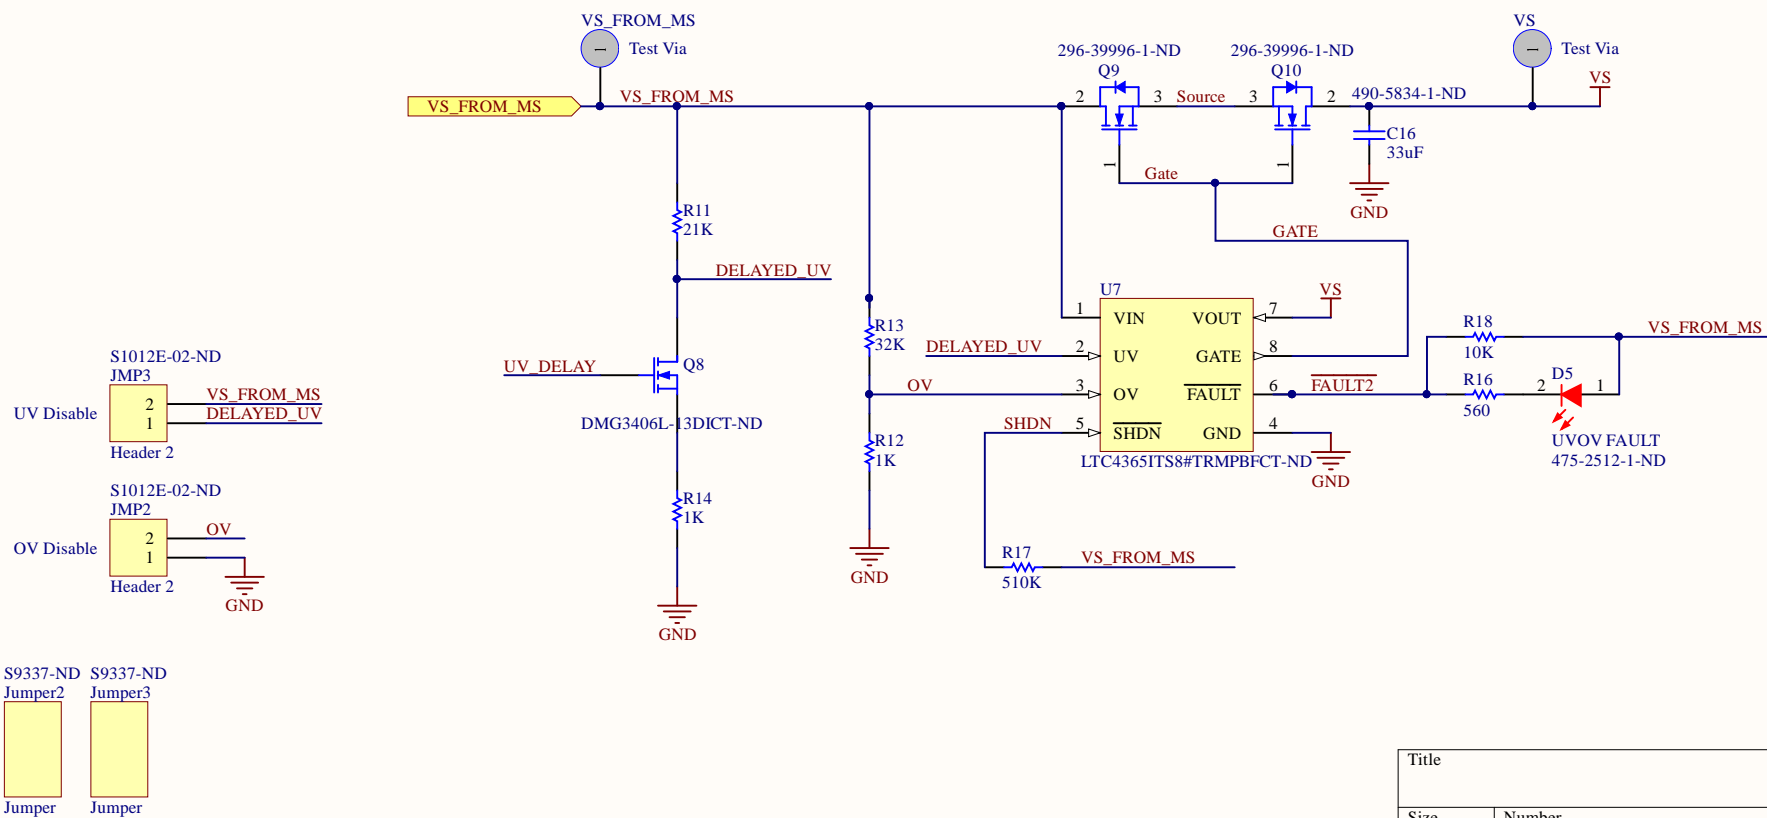 VS_FROM_MS
1
Test Via
VS_FROM_MS
VS_FROM_MS
296-39996-1-ND
Q9
2
3
1
Source
296-39996-1-ND
Q10
3
2
1
Gate
490-5834-1-ND
C16
33uF
GND
VS
1
Test Via
VS
R11
21K
DELAYED_UV
UV_DELAY
Q8
DMG3406L-13DICT-ND
R14
1K
GND
R13
32K
OV
R12
1K
GND
GATE
U7
1
VIN
VOUT
7
VS
DELAYED_UV
2
UV
GATE
8
3
OV
FAULT
6
FAULT2
SHDN
5
SHDN
GND
4
LTC4365ITS8#TRMPBFCT-ND
GND
R17
510K
VS_FROM_MS
R18
10K
VS_FROM_MS
R16
560
D5
2
1
UVOV FAULT
475-2512-1-ND
S1012E-02-ND
JMP3
UV Disable
2
VS_FROM_MS
1
DELAYED_UV
Header 2
S1012E-02-ND
JMP2
OV Disable
2
OV
1
Header 2
GND
S9337-ND
Jumper2
Jumper
S9337-ND
Jumper3
Jumper
Title
Size
Number